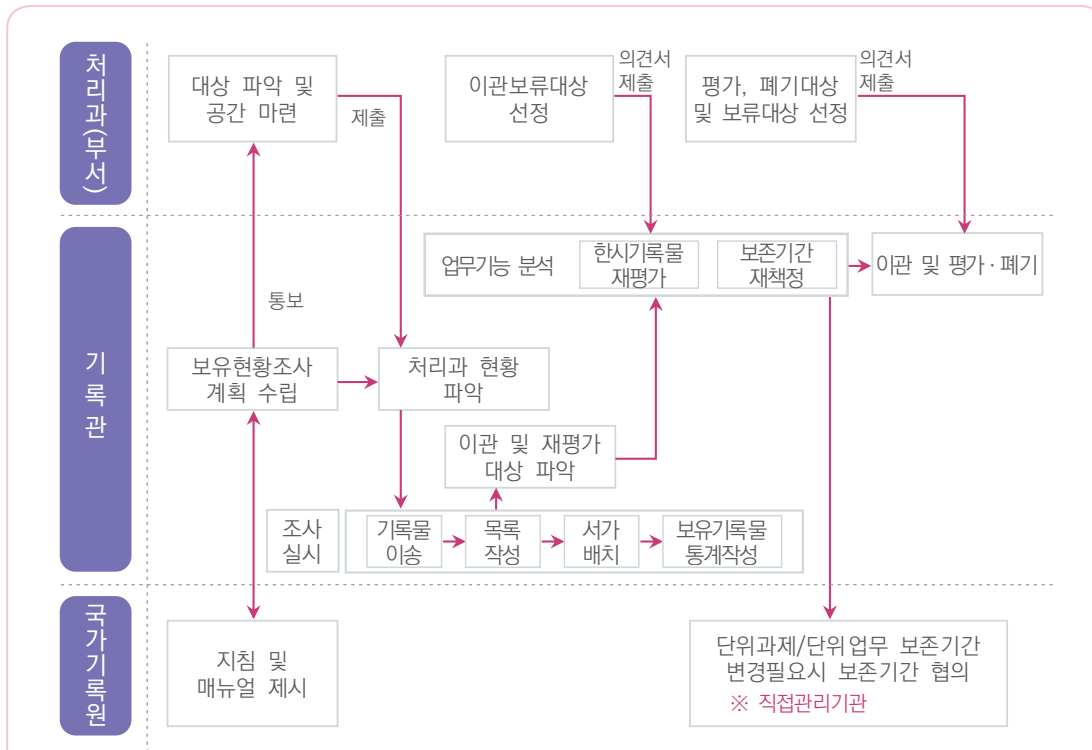 처리과(부서)
대상 파악 및
공간 마련
제출
이관보류대상
선정
의견서
제출
평가, 폐기대상
및 보류대상 선정
의견서
제출
기록관
통보
보유현황조사
계획 수립
처리과 현황
파악
업무기능 분석
한시기록물
재평가
보존기간
재책정
이관 및 평가·폐기
이관 및 재평가
대상 파악
조사
실시
기록물
이송
목록
작성
서가
배치
보유기록물
통계작성
국가기록원
지침 및
매뉴얼 제시
단위과제/단위업무 보존기간
변경필요시 보존기간 협의
※ 직접관리기관